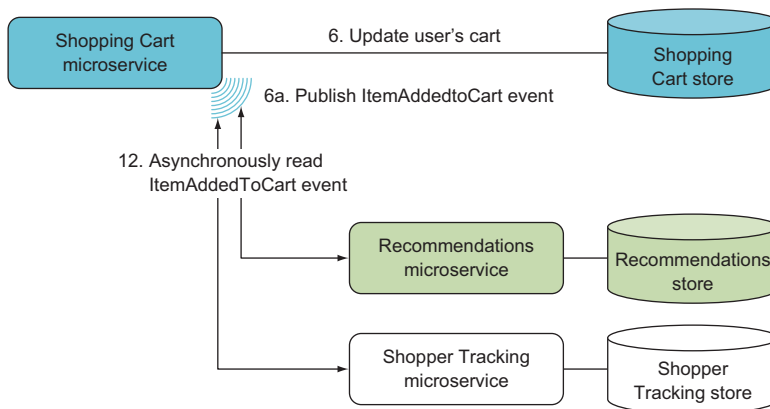 Shopping Cart
microservice
6. Update user's cart
Shopping
Cart store
6a. Publish ItemAddedtoCart event
12. Asynchronously read
ItemAddedToCart event
Recommendations
microservice
Recommendations
store
Shopper Tracking
microservice
Shopper
Tracking store